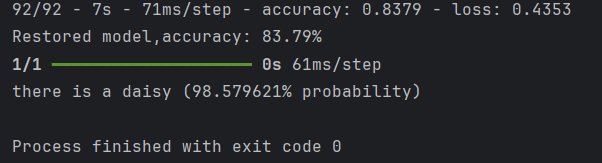 92/92 - 7s - 71ms/step - accuracy: 0.8379 - loss: 0.4353
Restored model,accuracy: 83.79%
1/1 ━━━━━━━━━━━━━━━━━━━━ 0s 61ms/step
there is a daisy (98.579621% probability)
Process finished with exit code 0